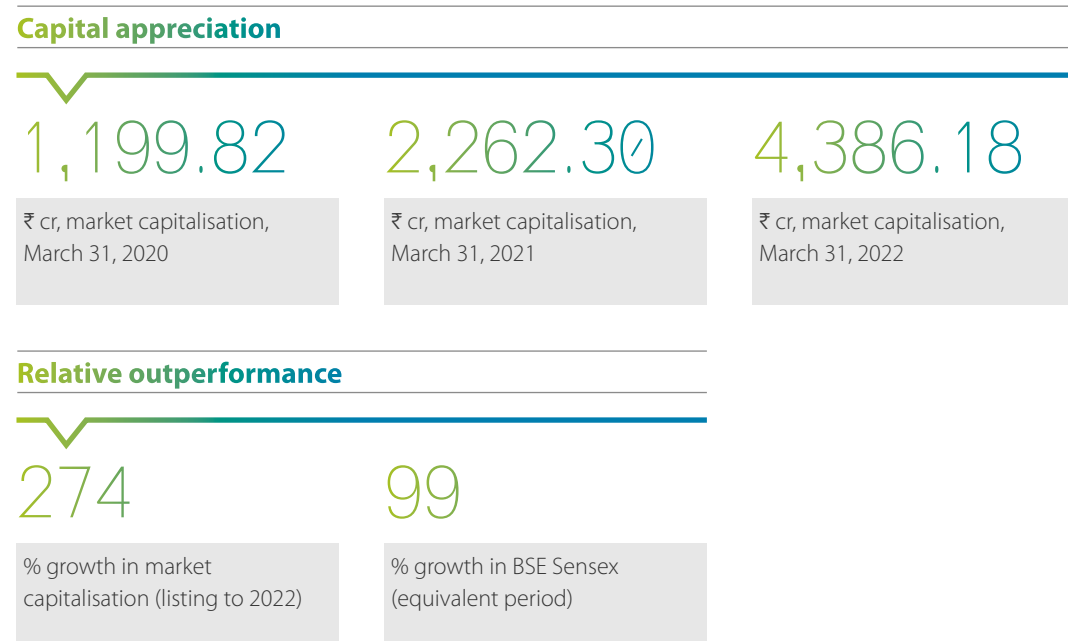 Capital appreciation
1,199.82 2,262.30 4,386.18
₹ cr, market capitalisation, ₹ cr, market capitalisation, ₹ cr, market capitalisation,
March 31, 2020 March 31, 2021 March 31, 2022
Relative outperformance
274 99
% growth in market % growth in BSE Sensex
capitalisation (listing to 2022) (equivalent period)